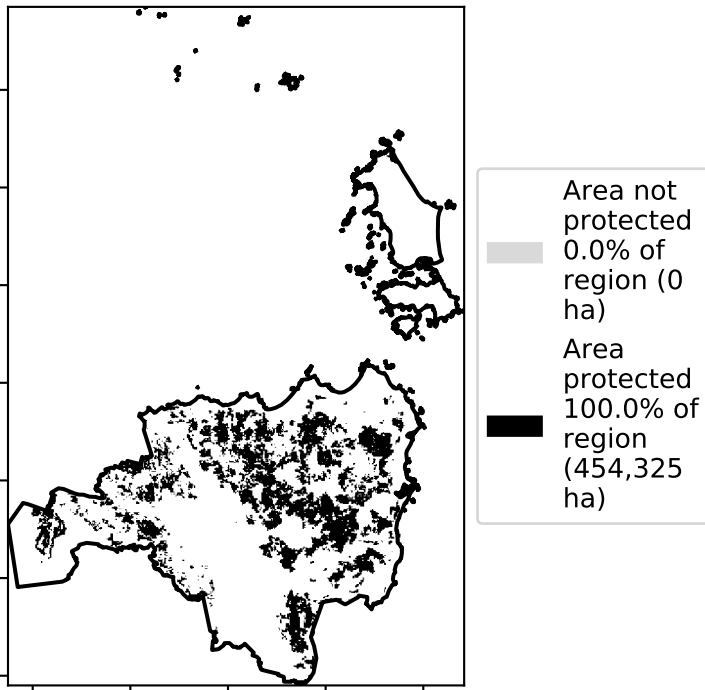 Area not
protected
0.0% of
region (0
ha)
Area
protected
100.0% of
region
(454,325
ha)